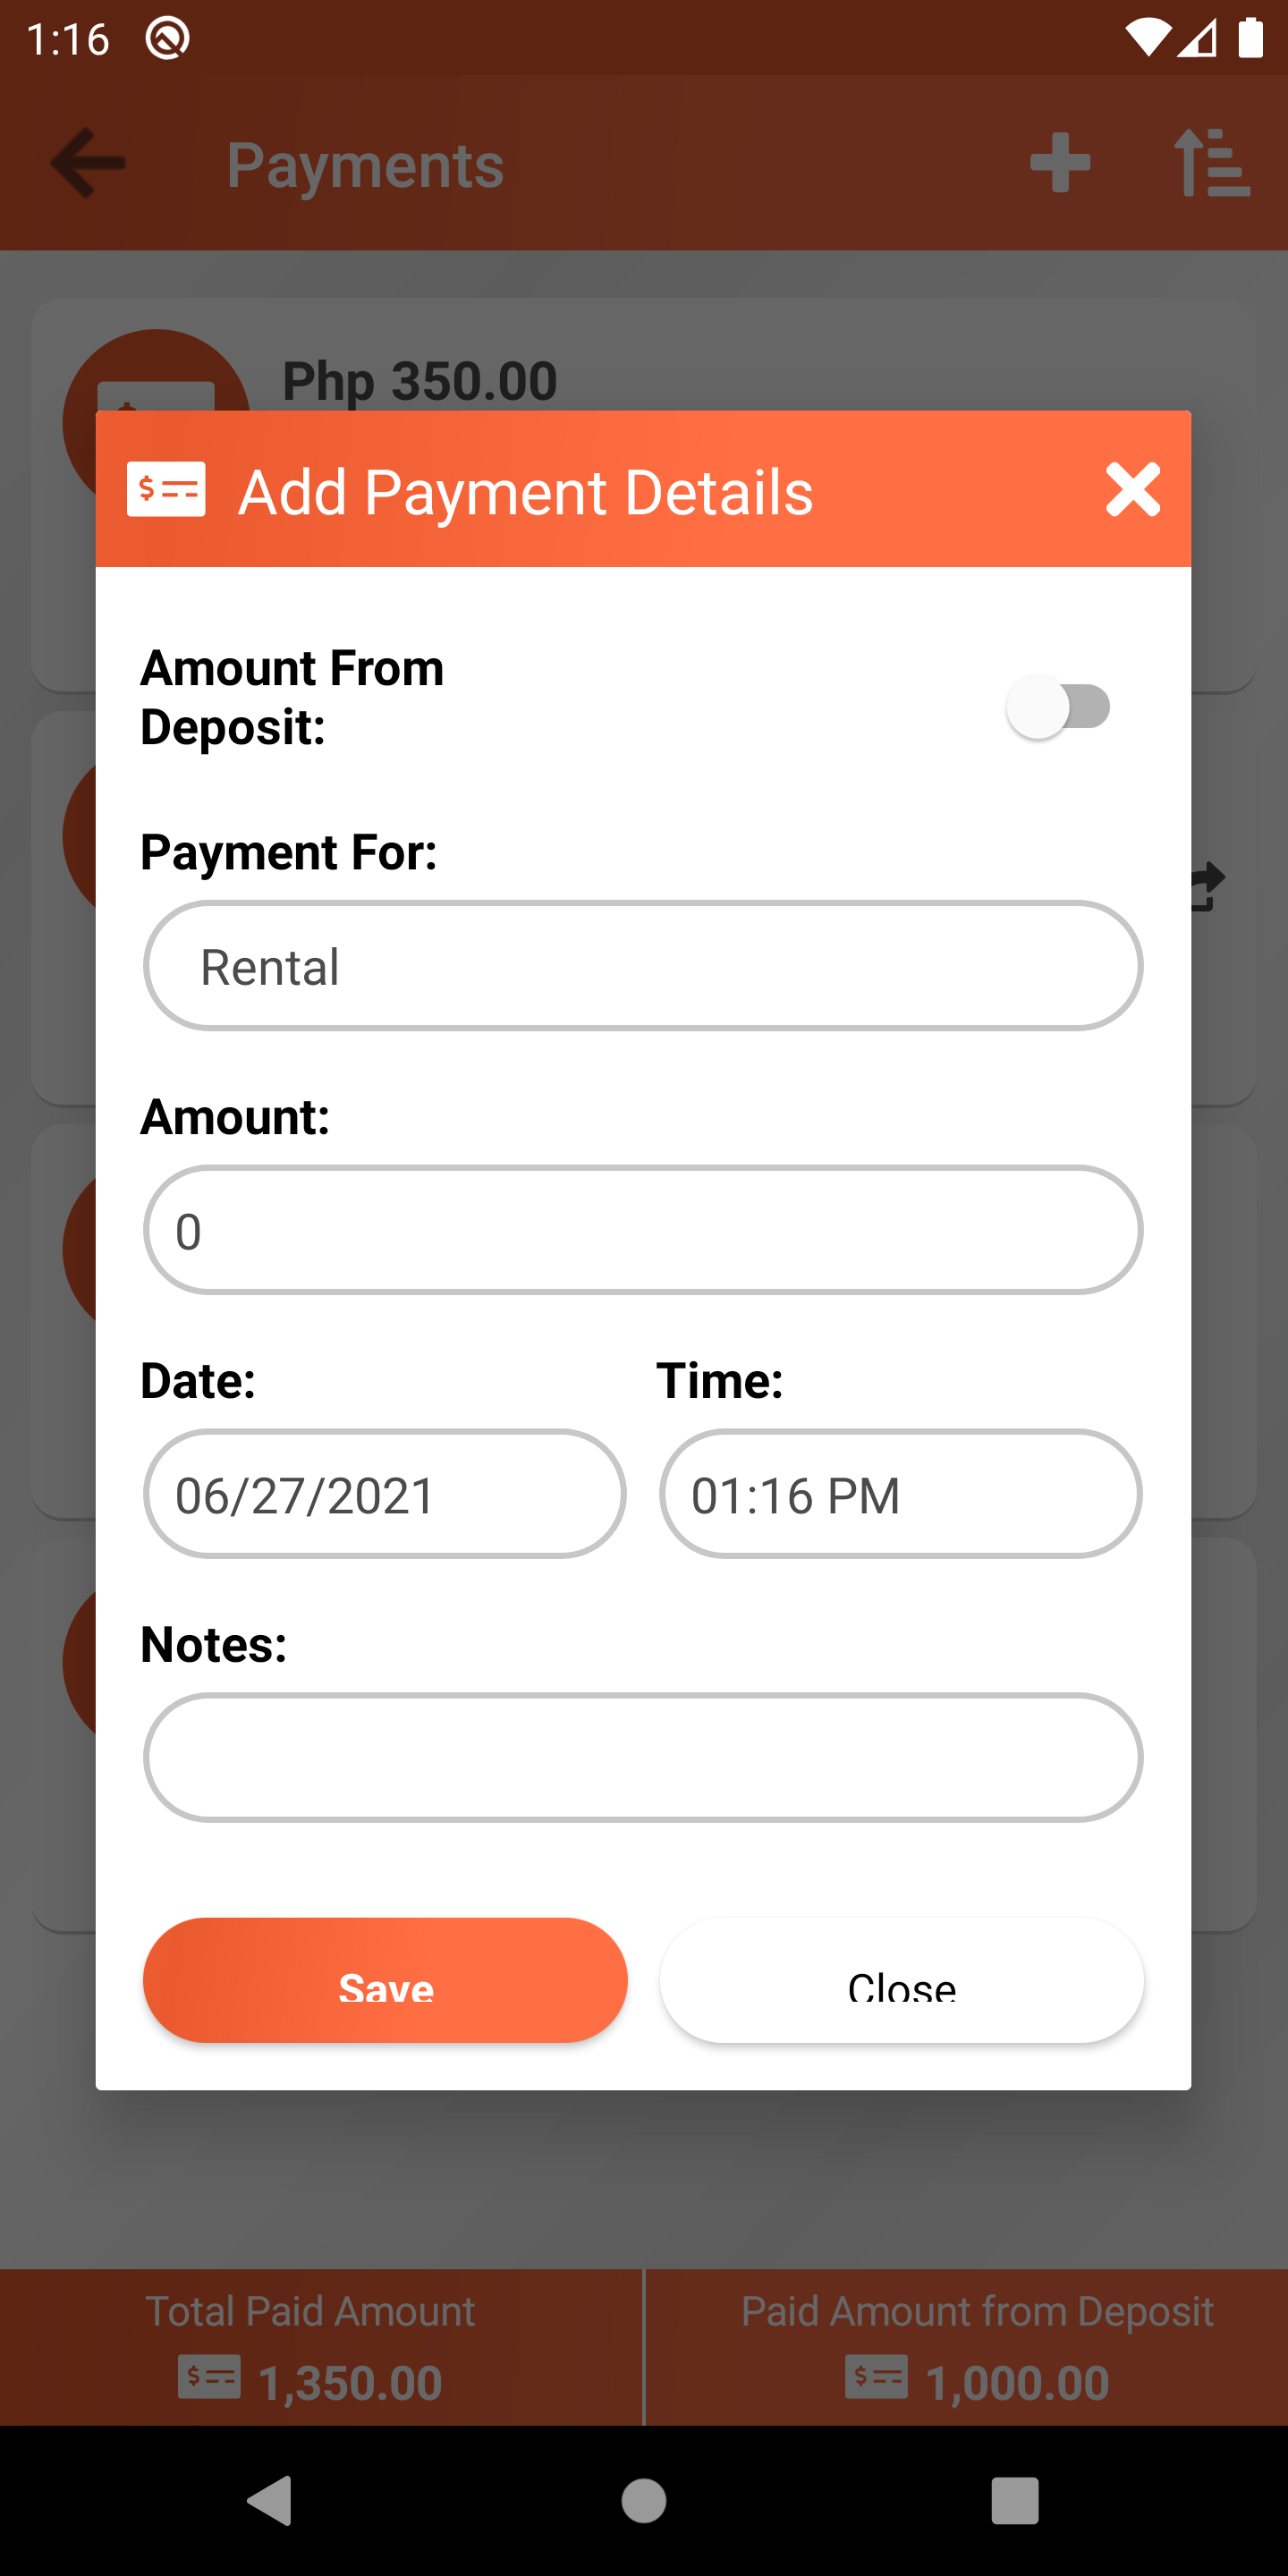 1:16
Payments
Php 350.00
Add Payment Details
Amount From
Deposit:
Payment For:
Rental
Amount:
0
Date:
Time:
06/27/2021
01:16 PM
Notes:
Save
Close
Total Paid Amount
Paid Amount from Deposit
1,350.00
1,000.00